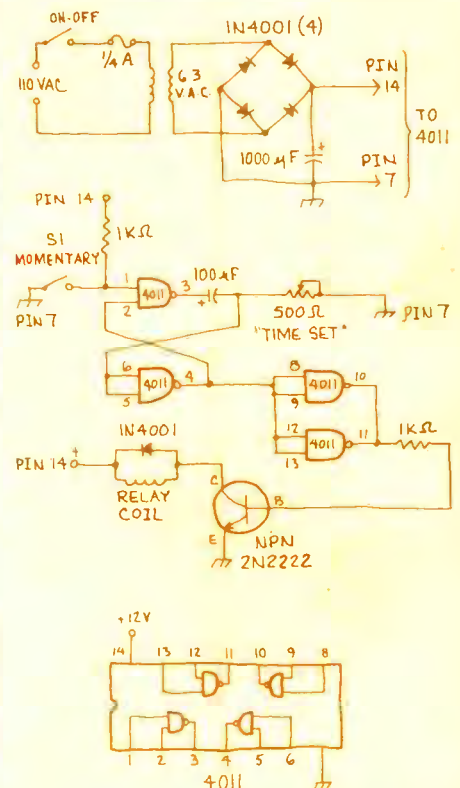 ON-OFF
1/4 A
110 VAC
6.3
V.A.C.
1N4001 (4)
1000 µF
+
PIN
14
PIN
7
TO
4011
PIN 14
1KΩ
S1
MOMENTARY
PIN 7
1
2
4011
3
100 µF
+
500Ω
"TIME SET"
PIN 7
6
5
4011
4
8
9
4011
10
12
13
4011
11
1KΩ
1N4001
PIN 14
+
RELAY
COIL
C
B
E
NPN
2N2222
+12V
14 13 12 11 10 9 8
1 2 3 4 5 6
4011